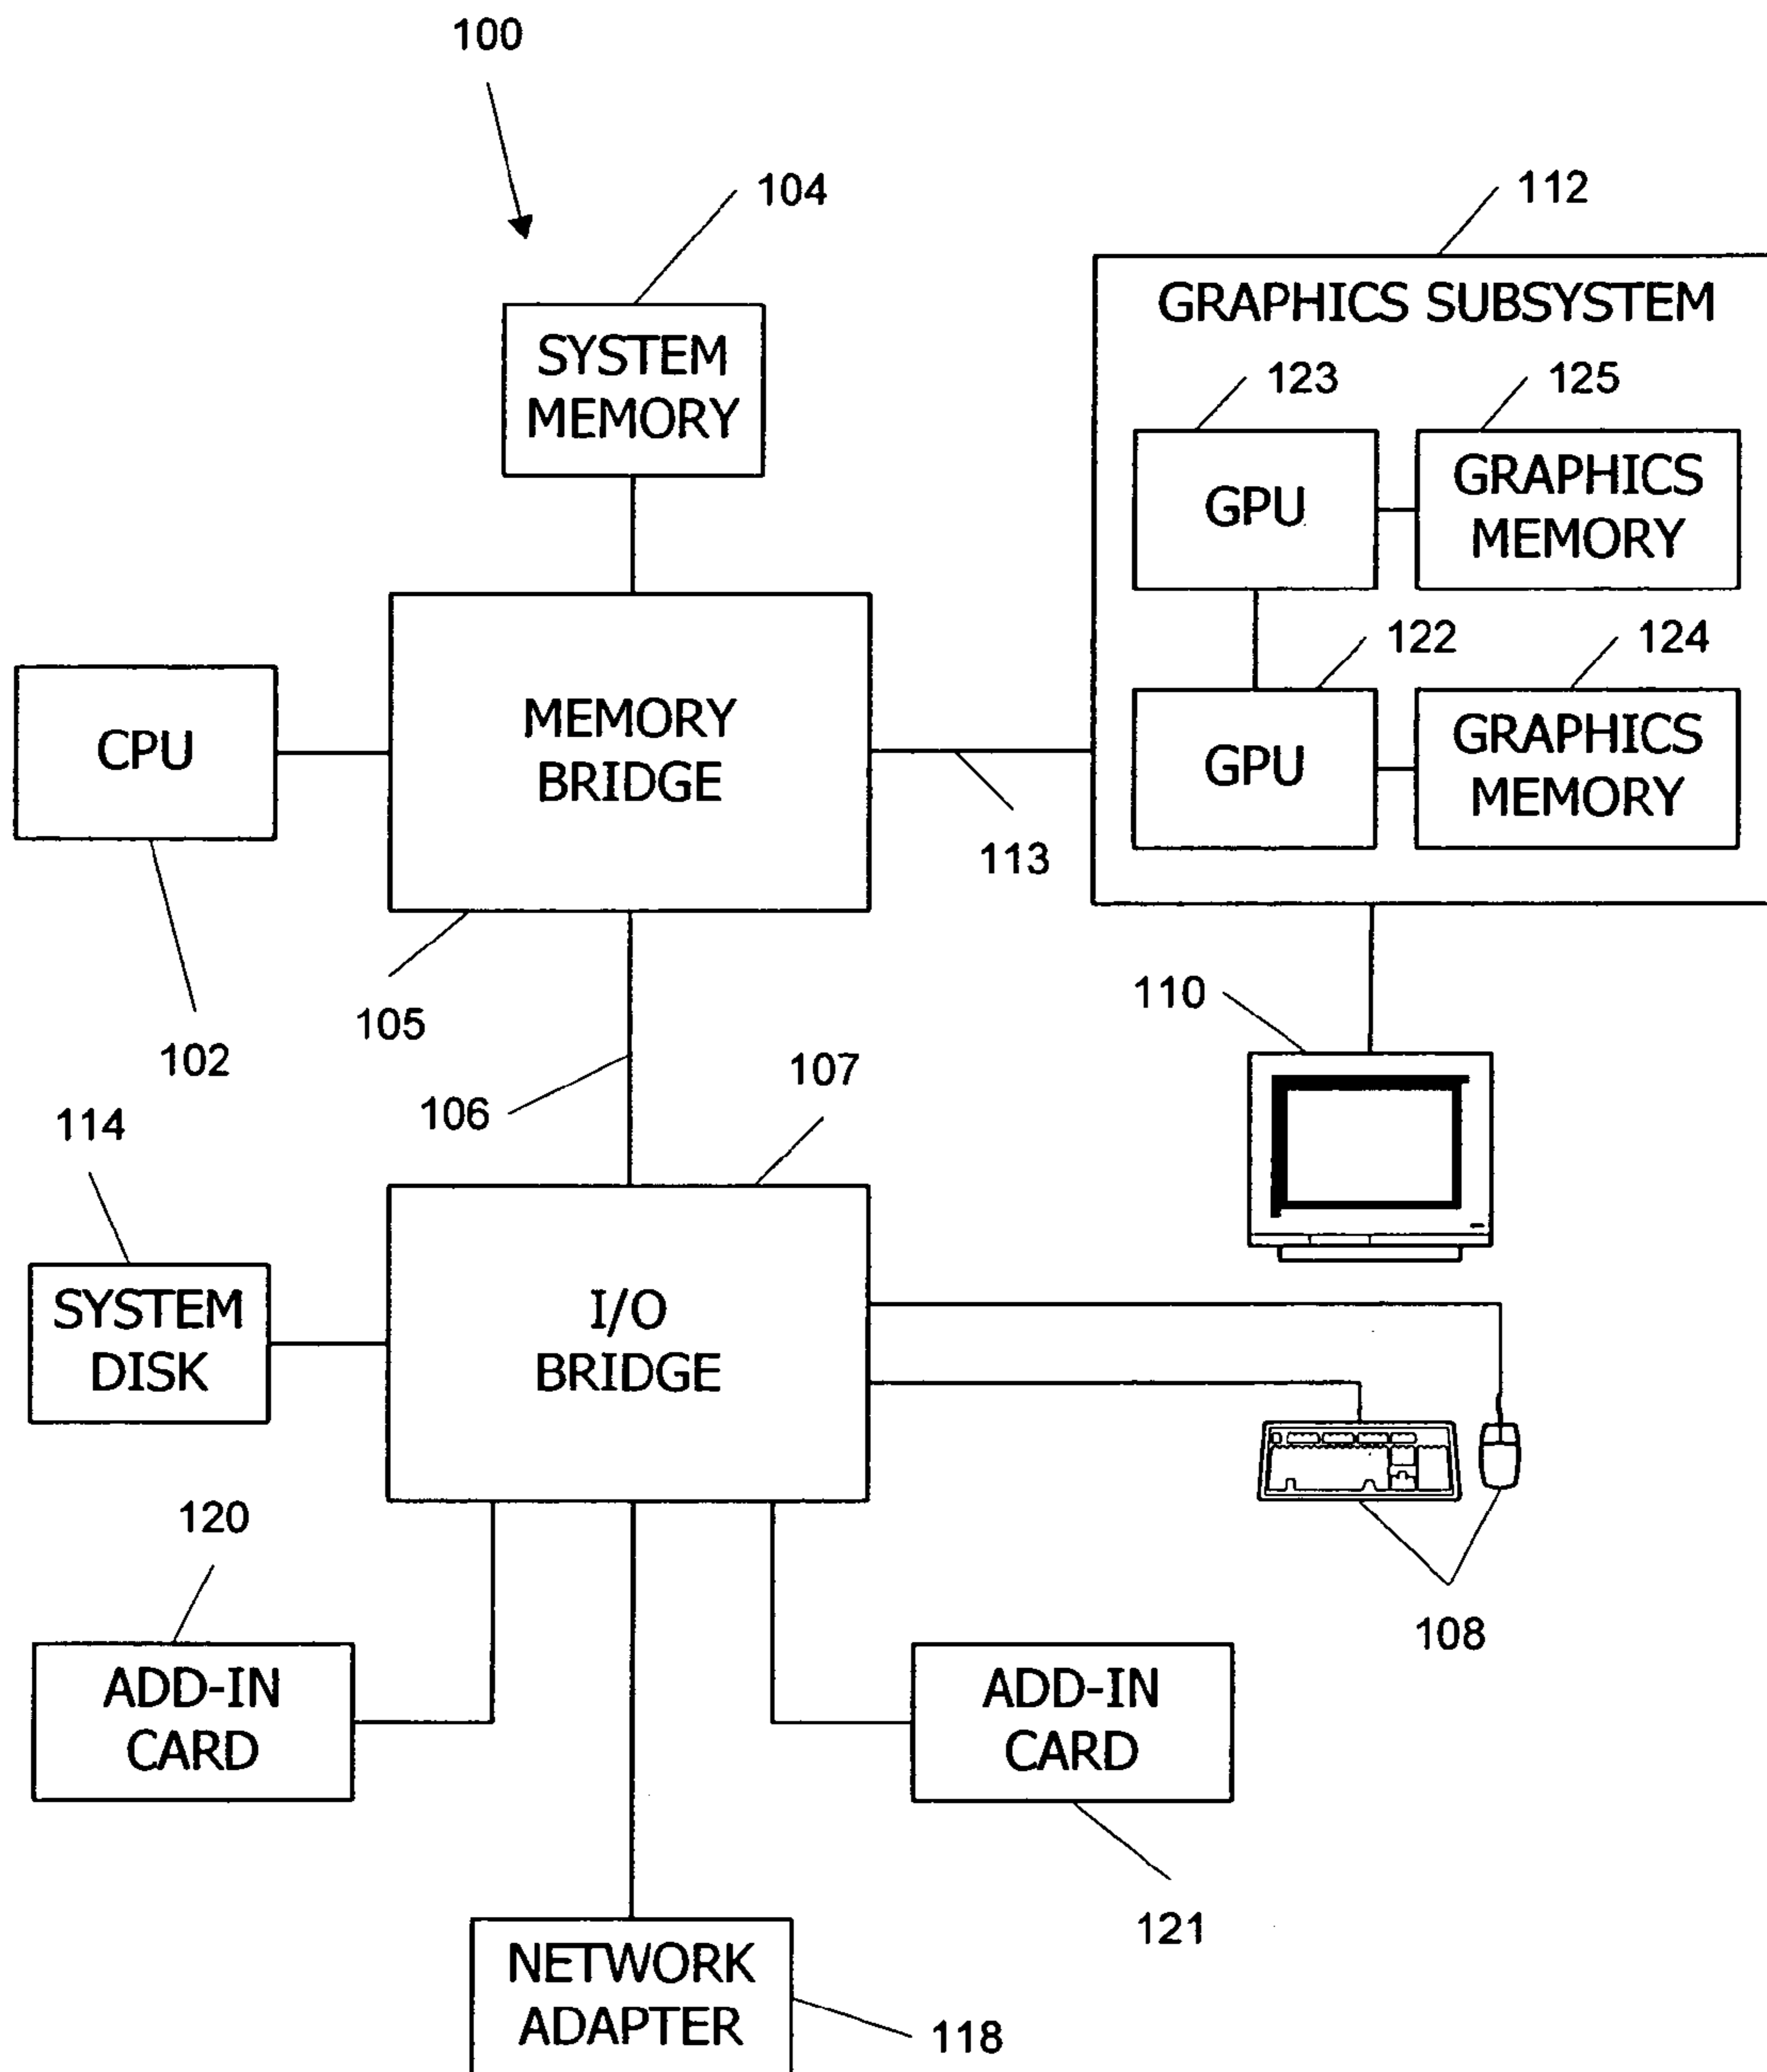 100
104
112
SYSTEM
MEMORY
GRAPHICS SUBSYSTEM
123
125
GPU
GRAPHICS
MEMORY
122
124
GPU
GRAPHICS
MEMORY
CPU
MEMORY
BRIDGE
113
102
105
106
107
110
114
SYSTEM
DISK
I/O
BRIDGE
108
120
ADD-IN
CARD
ADD-IN
CARD
121
NETWORK
ADAPTER
118